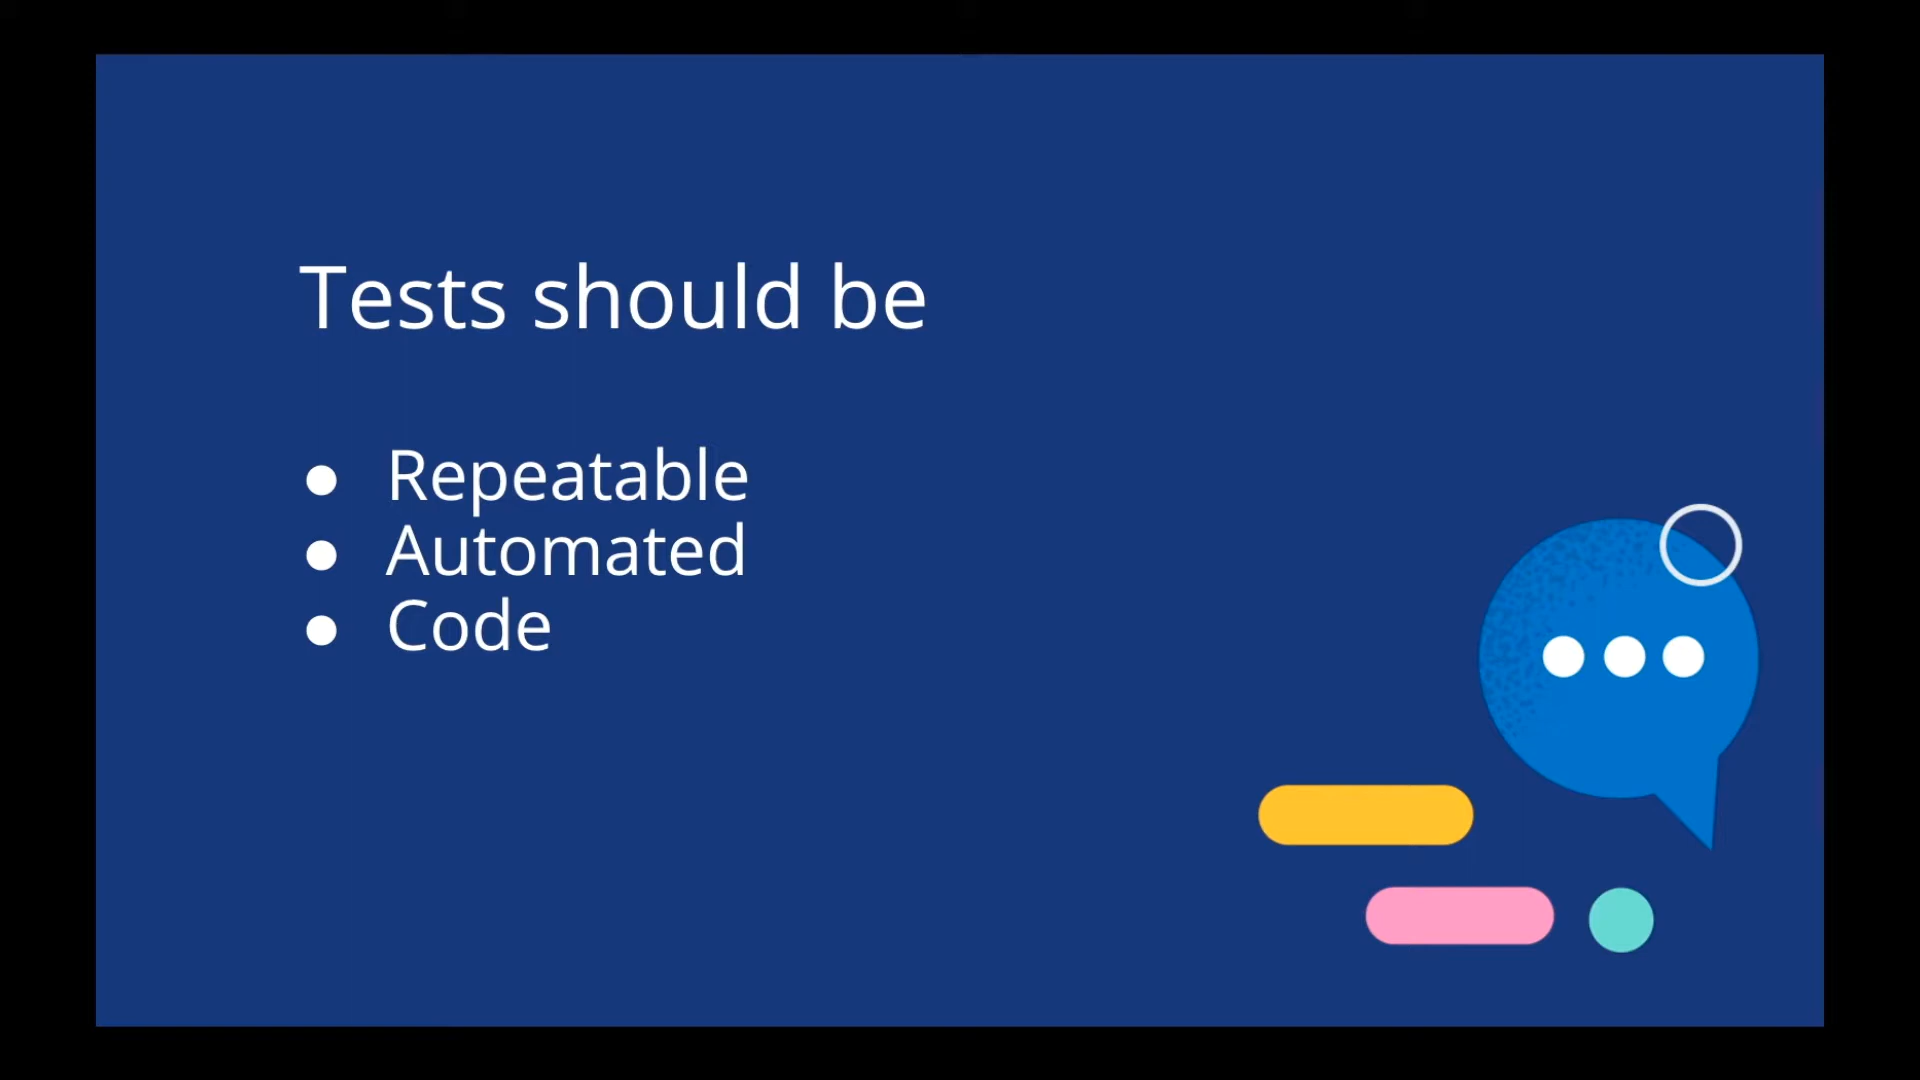 Tests should be
● Repeatable
● Automated
● Code